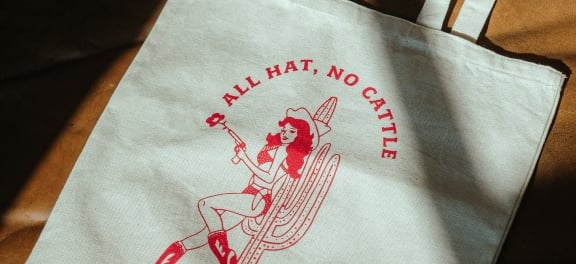 ALL HAT, NO CATTLE